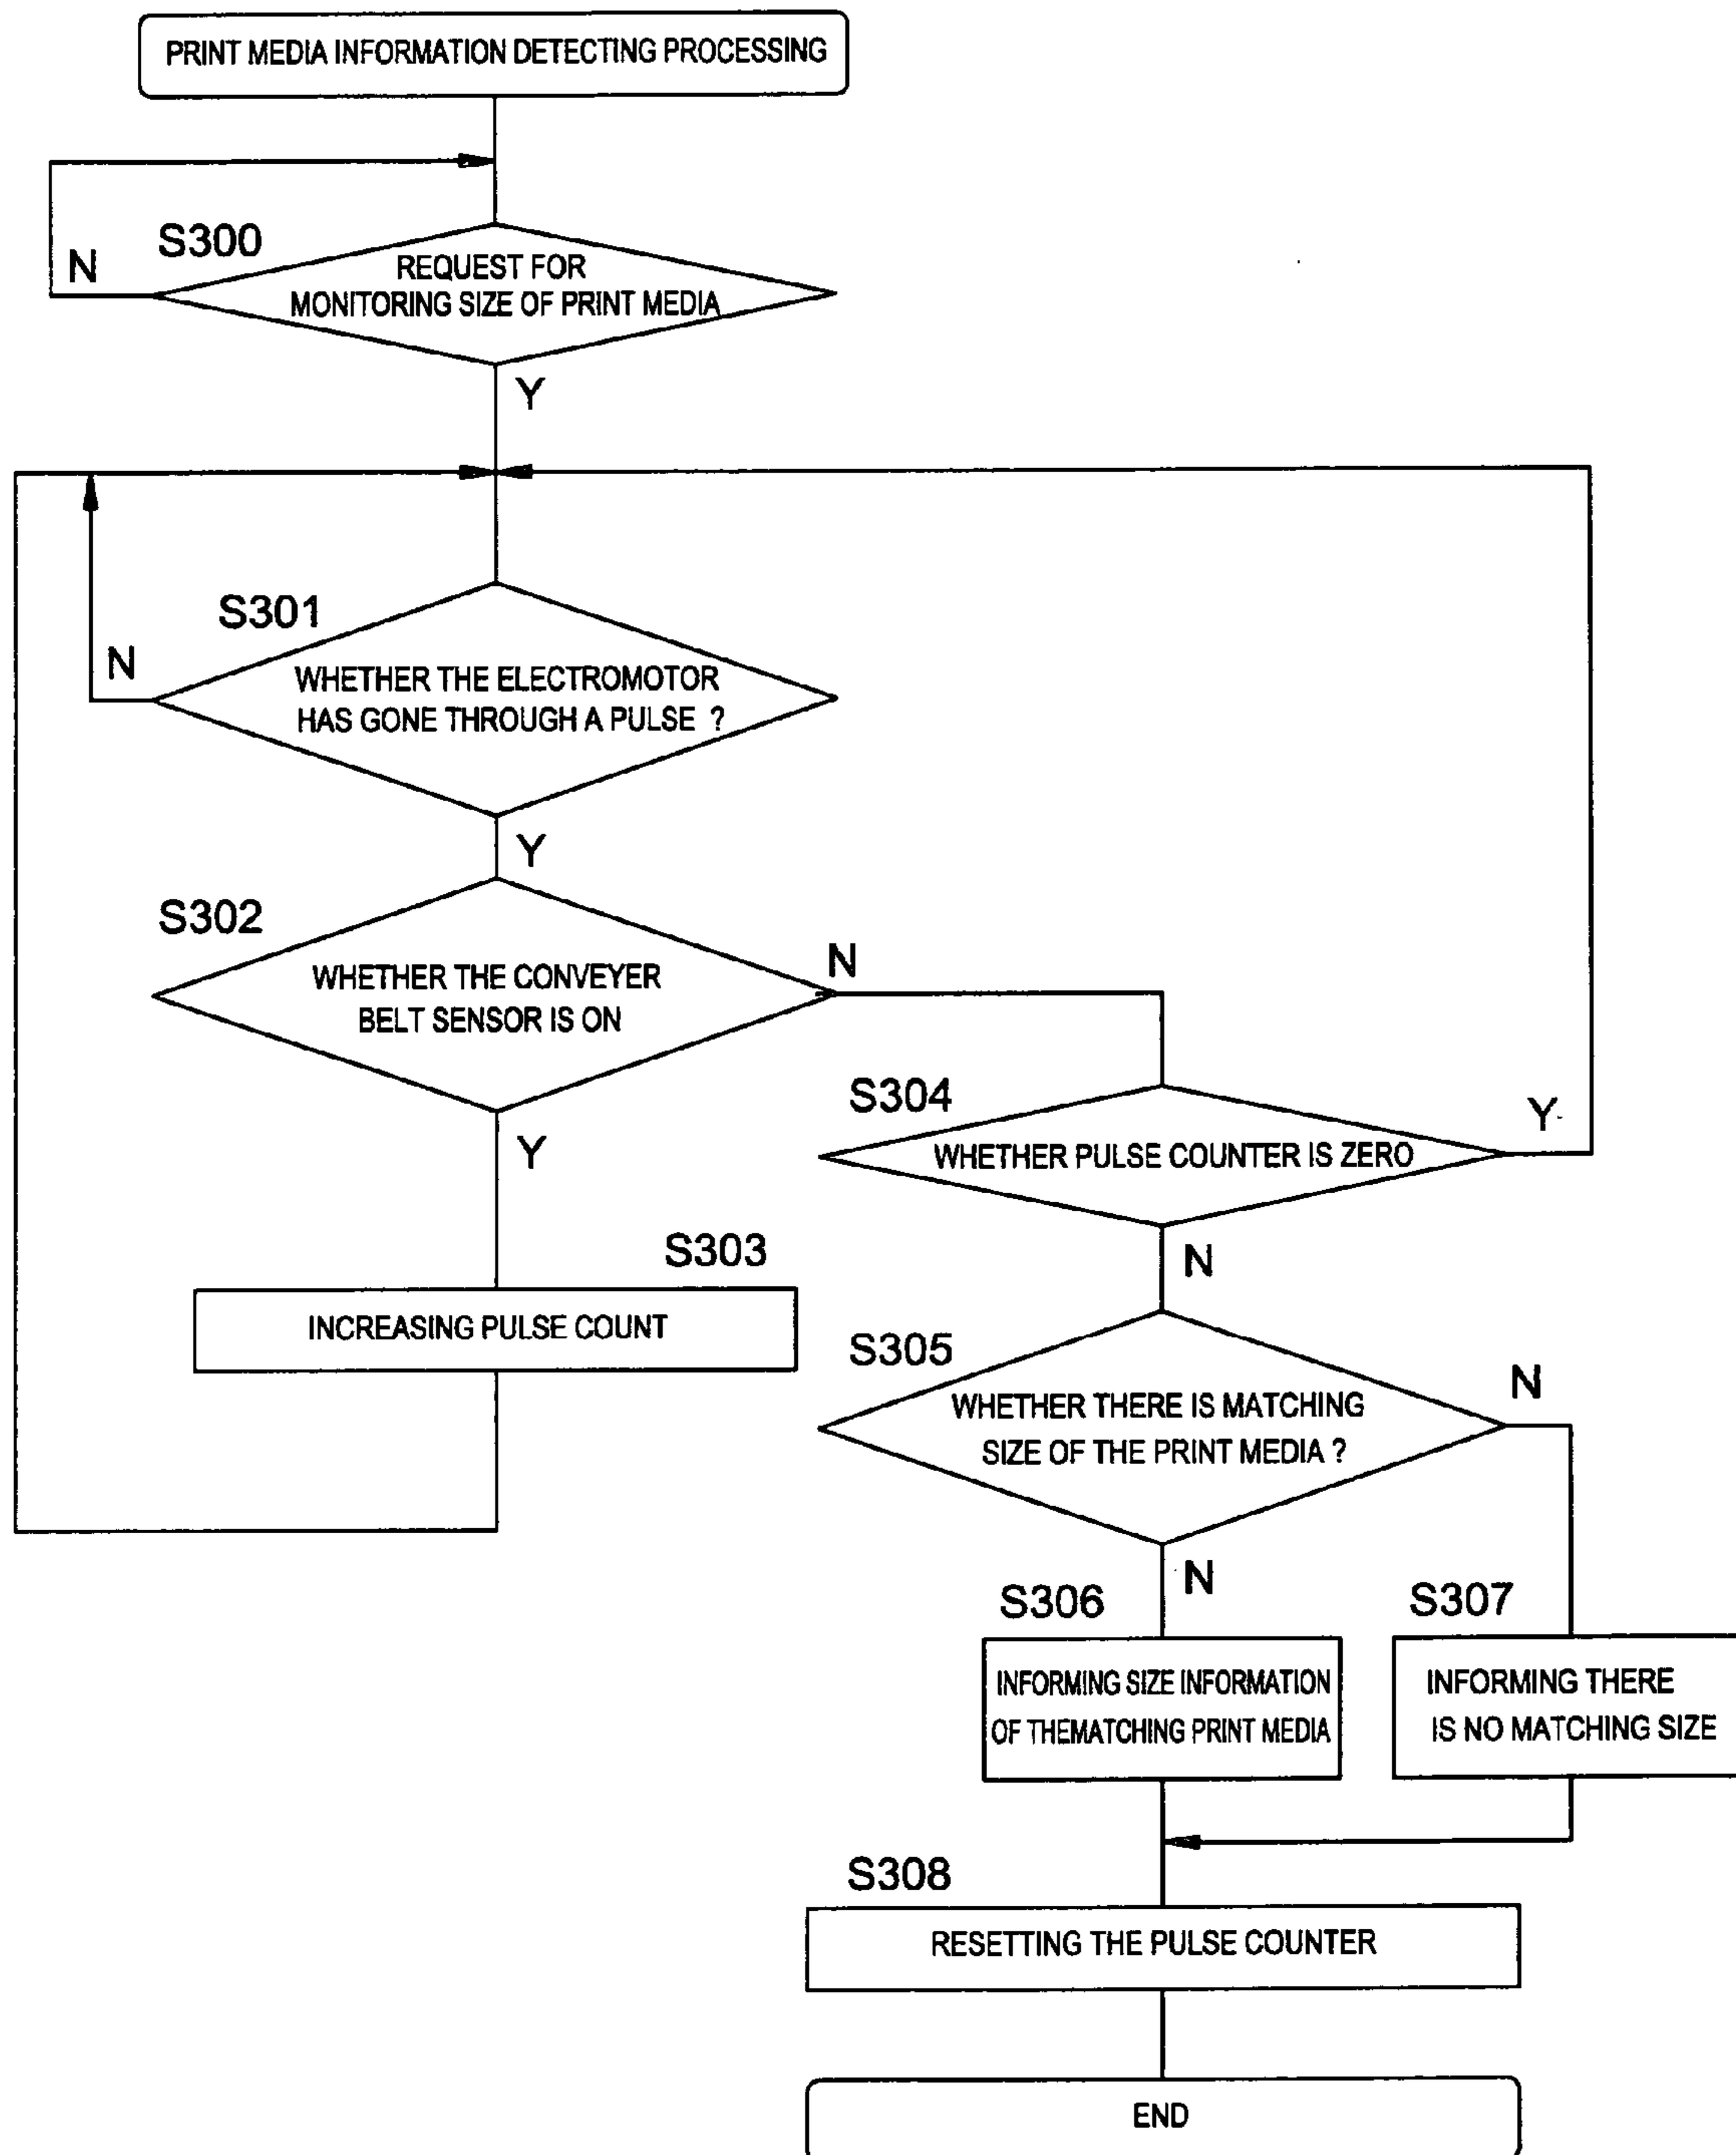 PRINT MEDIA INFORMATION DETECTING PROCESSING
S300
N
REQUEST FOR
MONITORING SIZE OF PRINT MEDIA
Y
S301
N
WHETHER THE ELECTROMOTOR
HAS GONE THROUGH A PULSE ?
Y
S302
WHETHER THE CONVEYER
BELT SENSOR IS ON
N
Y
S304
WHETHER PULSE COUNTER IS ZERO
Y
N
S303
INCREASING PULSE COUNT
S305
WHETHER THERE IS MATCHING
SIZE OF THE PRINT MEDIA ?
N
N
S306
INFORMING SIZE INFORMATION
OF THEMATCHING PRINT MEDIA
S307
INFORMING THERE
IS NO MATCHING SIZE
S308
RESETTING THE PULSE COUNTER
END